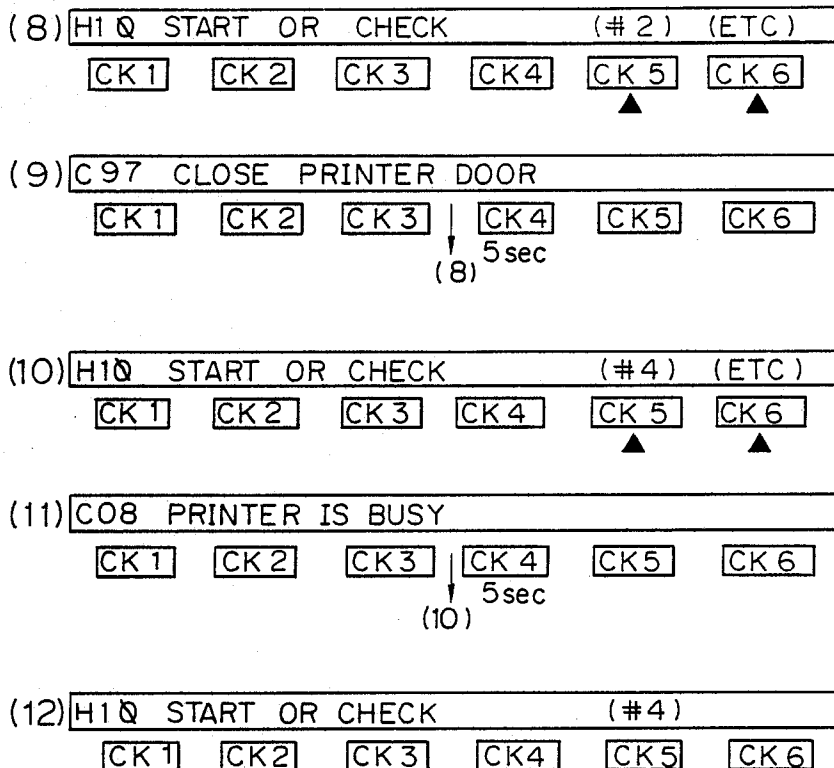 (8) H10 START OR CHECK (#2) (ETC)
CK1 CK2 CK3 CK4 CK5 CK6
(9) C97 CLOSE PRINTER DOOR
CK1 CK2 CK3 CK4 CK5 CK6
5sec
(8)
(10) H10 START OR CHECK (#4) (ETC)
CK1 CK2 CK3 CK4 CK5 CK6
(11) C08 PRINTER IS BUSY
CK1 CK2 CK3 CK4 CK5 CK6
5sec
(10)
(12) H10 START OR CHECK (#4)
CK1 CK2 CK3 CK4 CK5 CK6